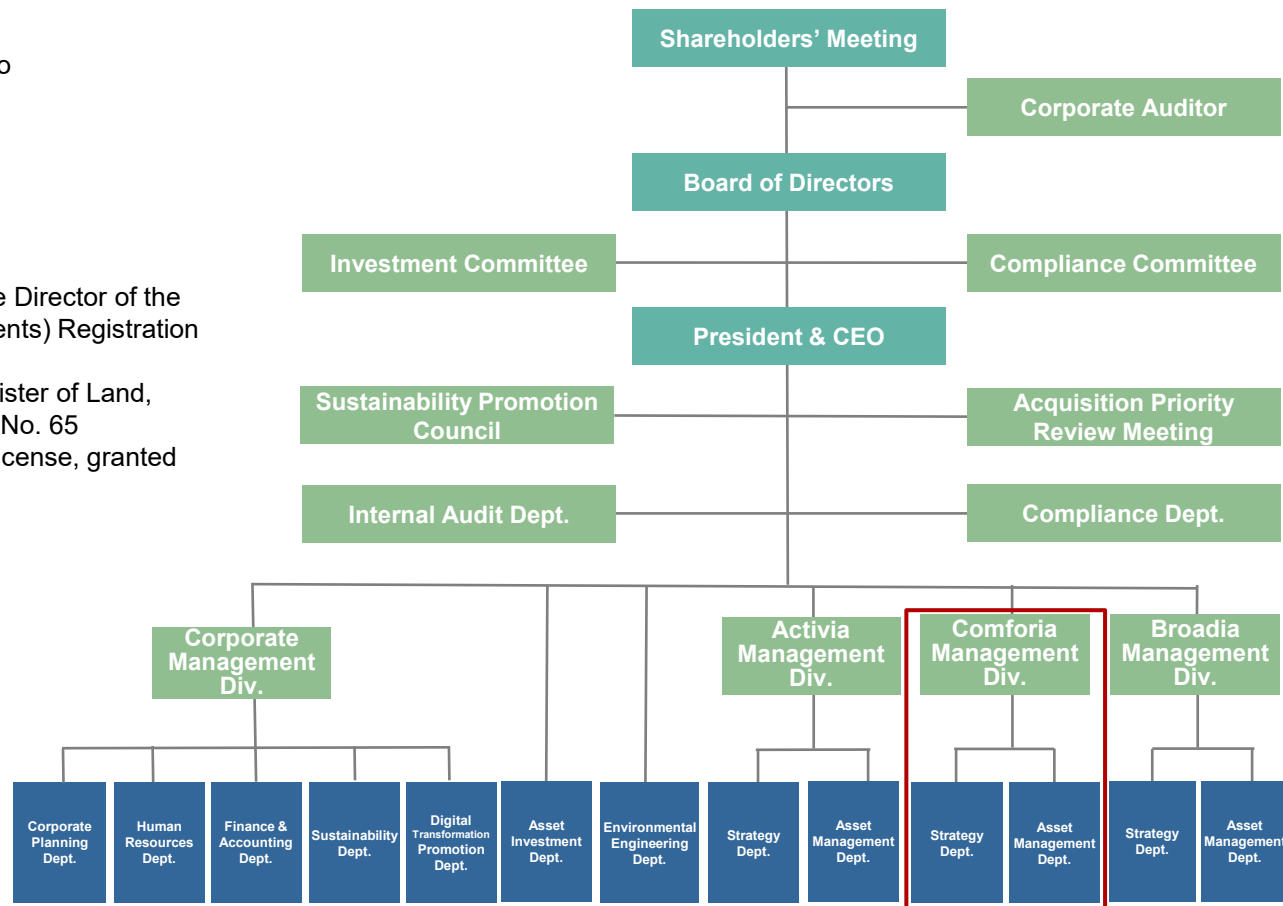 Shareholders' Meeting
o
Corporate Auditor
Board of Directors
Investment Committee
Compliance Committee
e Director of the
ents) Registration
President & CEO
ister of Land,
No. 65
icense, granted
Sustainability Promotion
Council
Acquisition Priority
Review Meeting
Internal Audit Dept.
Compliance Dept.
Corporate
Management
Div.
Activia
Management
Div.
Comforia
Management
Div.
Broadia
Management
Div.
Corporate
Planning
Dept.
Human
Resources
Dept.
Finance &
Accounting
Dept.
Sustainability
Dept.
Digital
Transformation
Promotion
Dept.
Asset
Investment
Dept.
Environmental
Engineering
Dept.
Strategy
Dept.
Asset
Management
Dept.
Strategy
Dept.
Asset
Management
Dept.
Strategy
Dept.
Asset
Management
Dept.